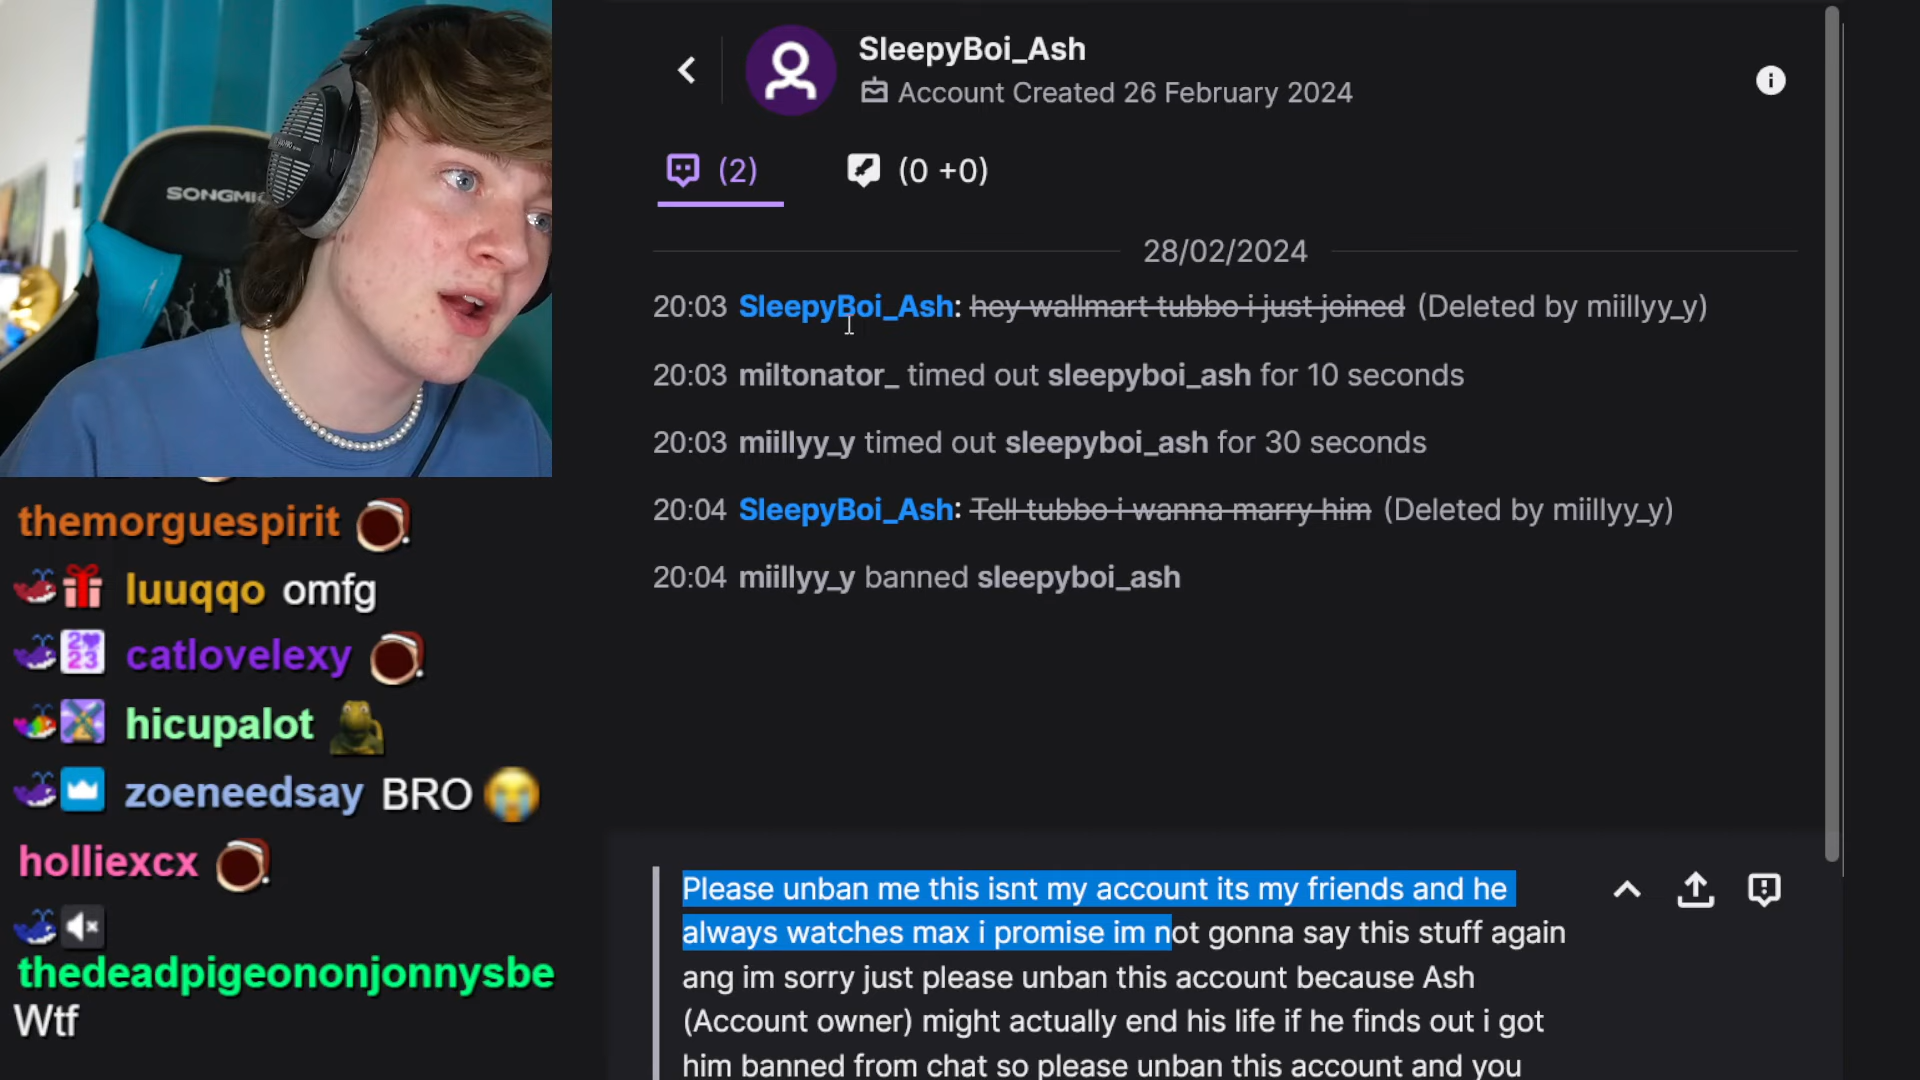 SONGMI
SleepyBoi_Ash
Account Created 26 February 2024
(2)
(0 +0)
28/02/2024
20:03 SleepyBoi_Ash: hey wallmart tubbo i just joined (Deleted by miillyy_y)
20:03 miltonator_ timed out sleepyboi_ash for 10 seconds
20:03 miillyy_y timed out sleepyboi_ash for 30 seconds
20:04 SleepyBoi_Ash: Tell tubbo i wanna marry him (Deleted by miillyy_y)
20:04 miillyy_y banned sleepyboi_ash
Please unban me this isnt my account its my friends and he
always watches max i promise im not gonna say this stuff again
ang im sorry just please unban this account because Ash
(Account owner) might actually end his life if he finds out i got
him banned from chat so please unban this account and you
themorguespirit
luuqqo omfg
2 23 catlovelexy
hicupalot
zoeneedsay BRO 😭
holliexcx
thedeadpigeononjonnysbe
Wtf